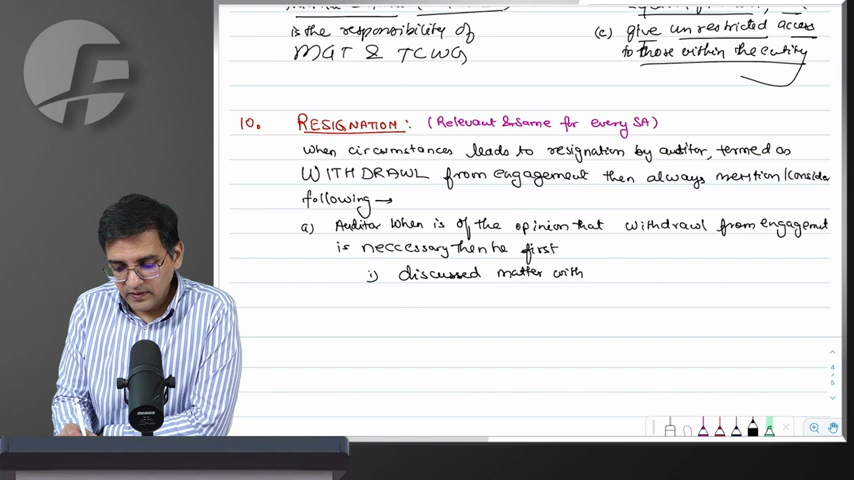 is the responsibility of
MGT & TCWG
(c) give unrestricted access
to those within the entity
10. RESIGNATION: (Relevant & Same for every SA)
When circumstances leads to resignation by auditor, termed as
WITHDRAWL from engagement then always mention/consider
following →
a) Auditor When is of the opinion that withdrawl from engagement
is neccessary then he first
i) discussed matter with
4
/
5